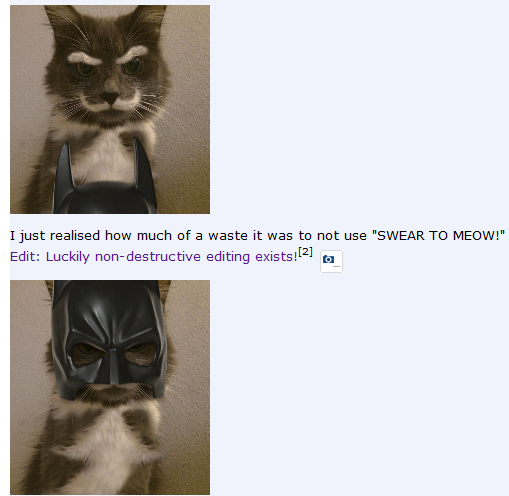 I just realised how much of a waste it was to not use "SWEAR TO MEOW!"
Edit: Luckily non-destructive editing exists![2]